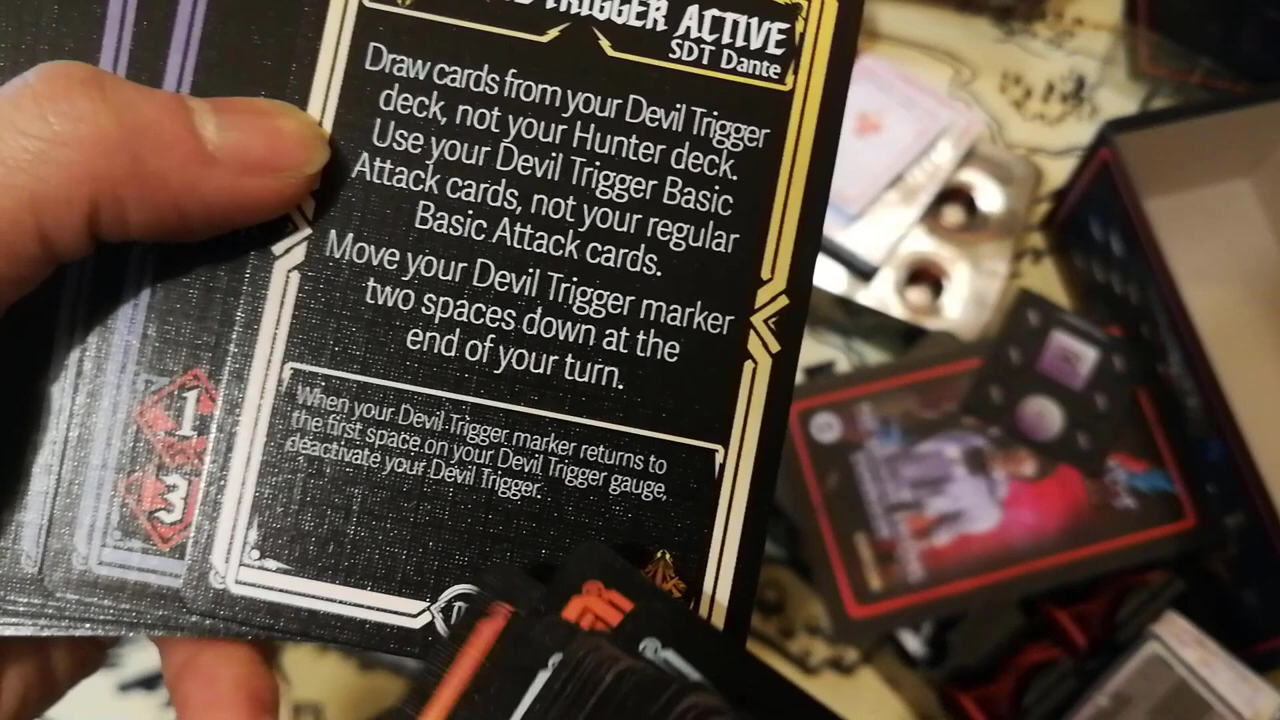 TRIGGER ACTIVE
SDT Dante
Draw cards from your Devil Trigger
deck, not your Hunter deck.
Use your Devil Trigger Basic
Attack cards, not your regular
Basic Attack cards.
Move your Devil Trigger marker
two spaces down at the
end of your turn.
When your Devil Trigger marker returns to
the first space on your Devil Trigger gauge,
deactivate your Devil Trigger.
1
3